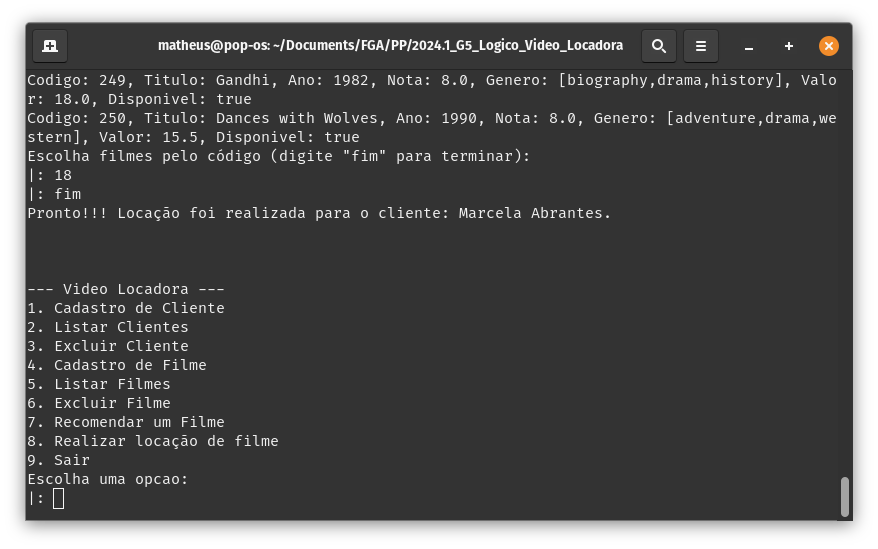 matheus@pop-os: ~/Documents/FGA/PP/2024.1_G5_Logico_Video_Locadora
Codigo: 249, Titulo: Gandhi, Ano: 1982, Nota: 8.0, Genero: [biography,drama,history], Valo
r: 18.0, Disponivel: true
Codigo: 250, Titulo: Dances with Wolves, Ano: 1990, Nota: 8.0, Genero: [adventure,drama,we
stern], Valor: 15.5, Disponivel: true
Escolha filmes pelo código (digite "fim" para terminar):
|: 18
|: fim
Pronto!!! Locação foi realizada para o cliente: Marcela Abrantes.
--- Video Locadora ---
1. Cadastro de Cliente
2. Listar Clientes
3. Excluir Cliente
4. Cadastro de Filme
5. Listar Filmes
6. Excluir Filme
7. Recomendar um Filme
8. Realizar locação de filme
9. Sair
Escolha uma opcao:
|: